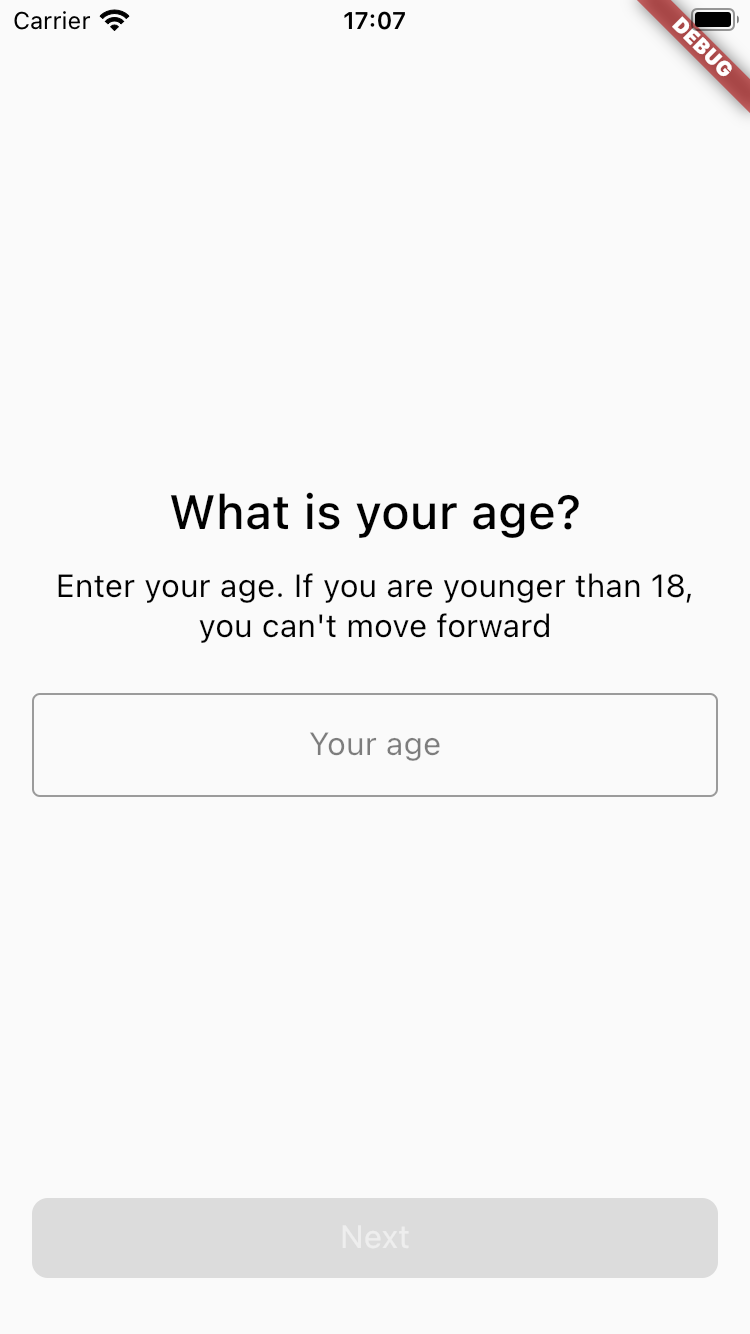 Carrier 17:07
DEBUG
What is your age?
Enter your age. If you are younger than 18,
you can't move forward
Your age
Next